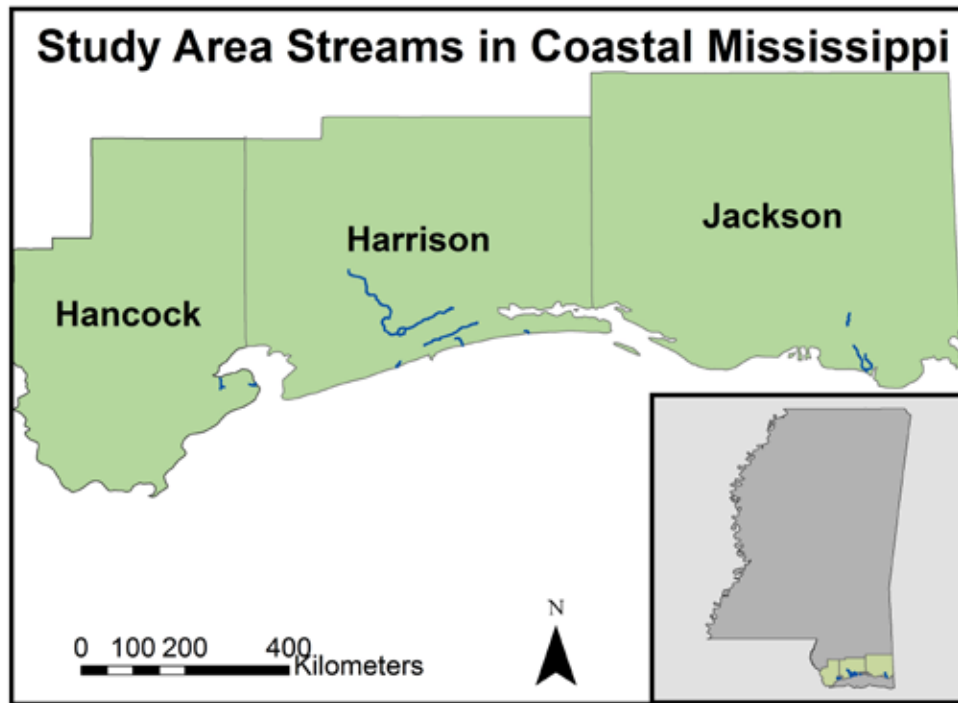 Study Area Streams in Coastal Mississippi
Jackson
Harrison
Hancock
N
0 100 200 400
Kilometers